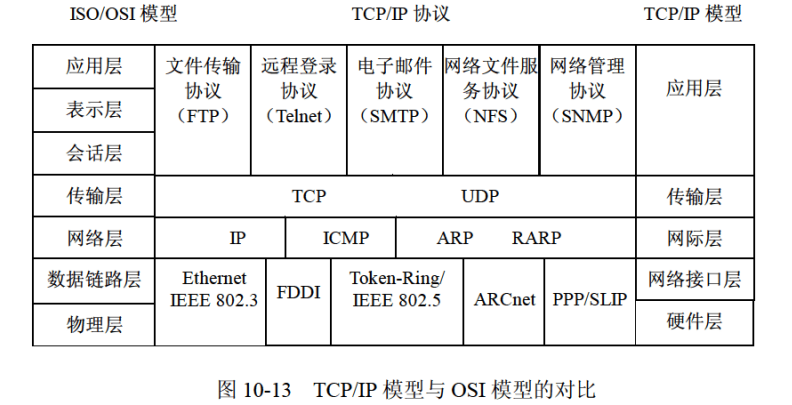 ISO/OSI 模型 TCP/IP 协议 TCP/IP 模型
应用层
表示层
会话层
文件传输
协议
（FTP）
远程登录
协议
（Telnet）
电子邮件
协议
（SMTP）
网络文件服
务协议
（NFS）
网络管理
协议
（SNMP）
应用层
传输层 TCP UDP 传输层
网络层 IP ICMP ARP RARP 网际层
数据链路层
物理层
Ethernet
IEEE 802.3
FDDI
Token-Ring/
IEEE 802.5
ARCnet
PPP/SLIP
网络接口层
硬件层
图 10-13 TCP/IP 模型与 OSI 模型的对比